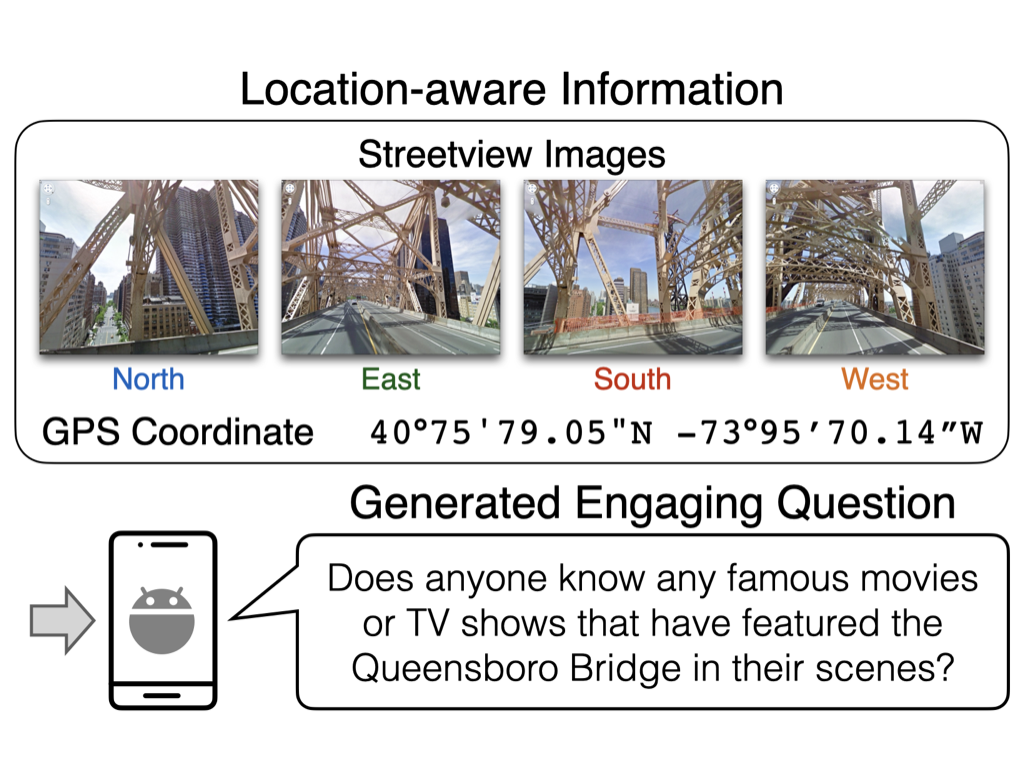 Location-aware Information
Streetview Images
North East South West
GPS Coordinate 40°75'79.05"N -73°95’70.14”W
Generated Engaging Question
Does anyone know any famous movies
or TV shows that have featured the
Queensboro Bridge in their scenes?